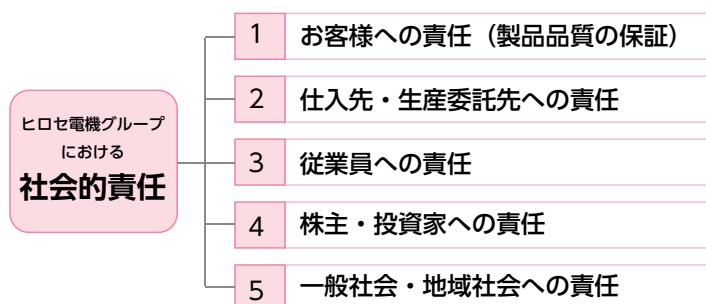 ヒロセ電機グループ
における
社会的責任
1 お客様への責任（製品品質の保証）
2 仕入先・生産委託先への責任
3 従業員への責任
4 株主・投資家への責任
5 一般社会・地域社会への責任